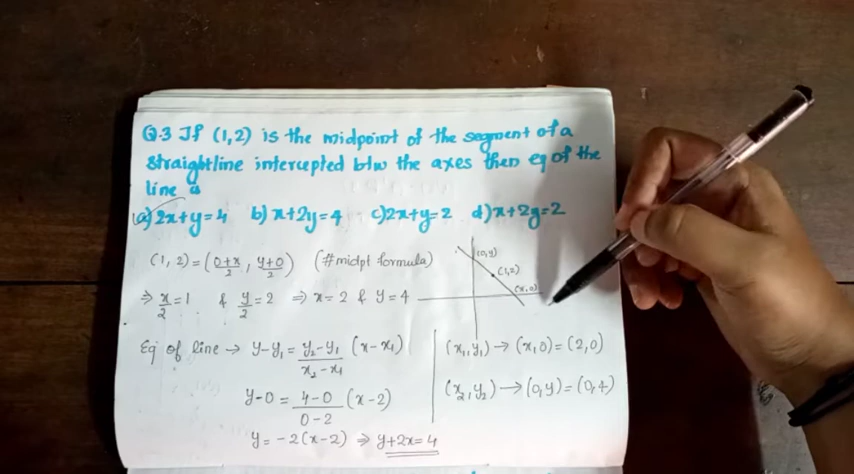 Q.3 If (1,2) is the midpoint of the segment of a
straightline intercepted b/w the axes then eq of the
line is
(a) 2x+y=4 b) x+2y=4 c) 2x+y=2 d) x+2y=2
(1, 2) = (0+x/2, y+0/2) (#midpt formula)
(0,y)
(1,2)
(x,0)
⇒ x/2 = 1 & y/2 = 2 ⇒ x = 2 & y = 4
Eqⁿ of line → y-y₁ = y₂-y₁/x₂-x₁ (x-x₁)
y-0 = 4-0/0-2 (x-2)
y = -2(x-2) ⇒ y+2x=4
(x₁,y₁) → (x,0) = (2,0)
(x₂,y₂) → (0,y) = (0,4)